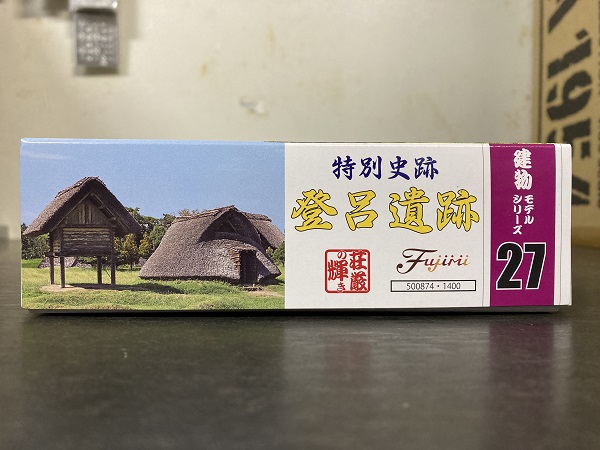 特別史跡
登呂遺跡
荘厳
の輝き
Fujimi
500874・1400
建物
モデル
シリーズ
27